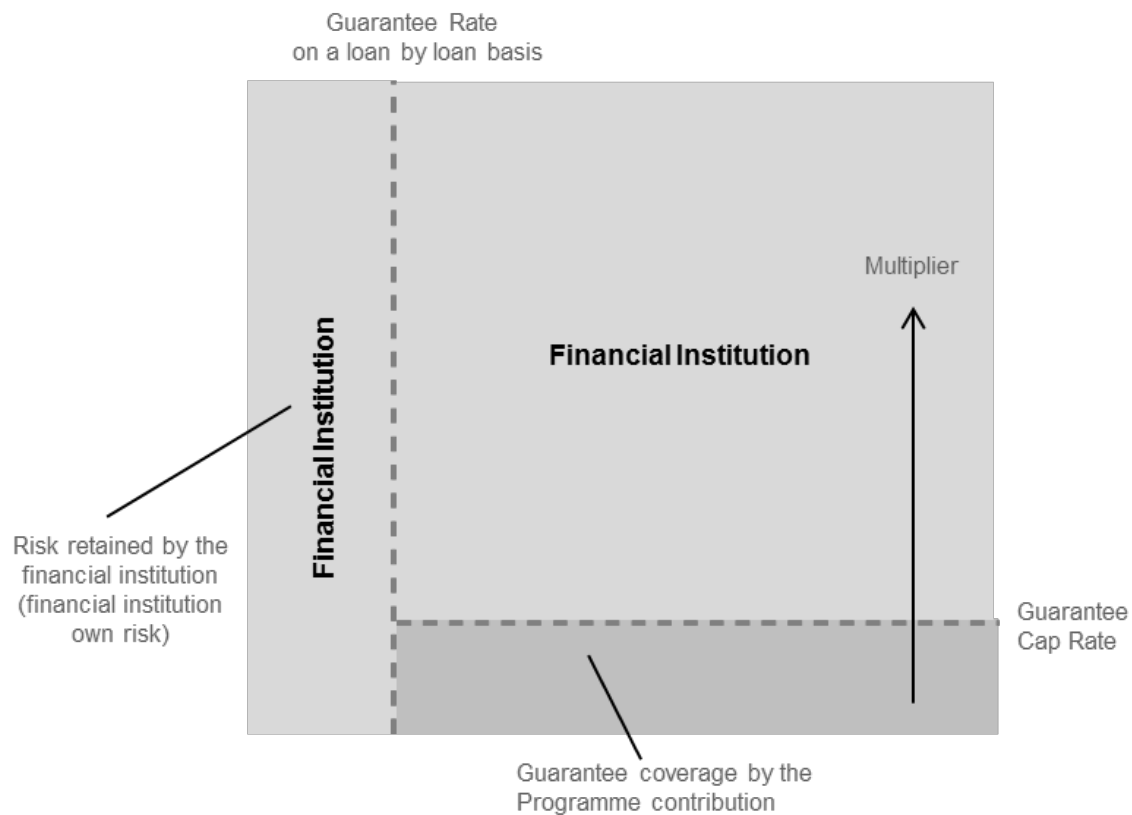 Guarantee Rate
on a loan by loan basis
Multiplier
Financial Institution
Financial Institution
Risk retained by the
financial institution
(financial institution
own risk)
Guarantee
Cap Rate
Guarantee coverage by the
Programme contribution